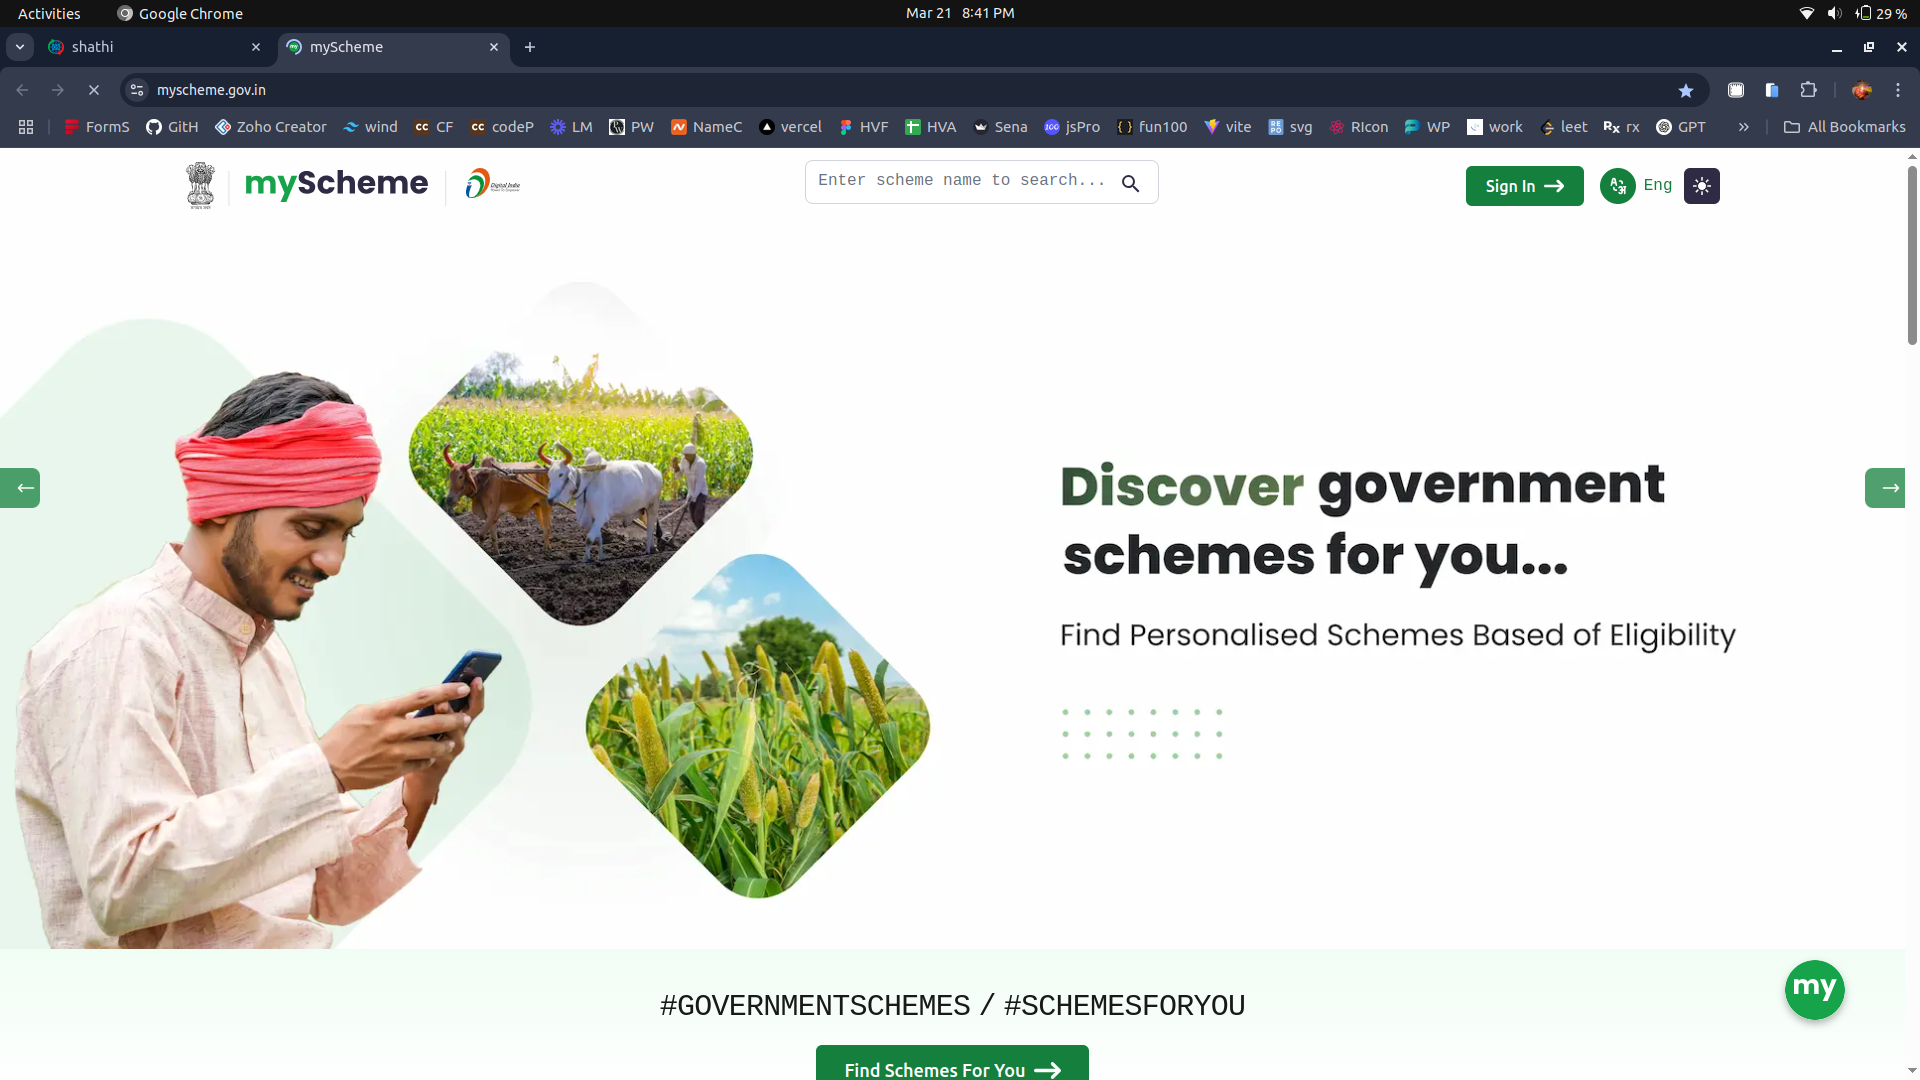 Activities
Google Chrome
Mar 21 8:41 PM
29 %
shathi
myScheme
myscheme.gov.in
FormS
GitH
Zoho Creator
wind
CF
codeP
LM
PW
NameC
vercel
HVF
HVA
Sena
jsPro
fun100
vite
svg
RIcon
WP
work
leet
rx
GPT
All Bookmarks
myScheme
Digital India
Enter scheme name to search...
Sign In
Eng
Discover government
schemes for you...
Find Personalised Schemes Based of Eligibility
#GOVERNMENTSCHEMES / #SCHEMESFORYOU
my
Find Schemes For You